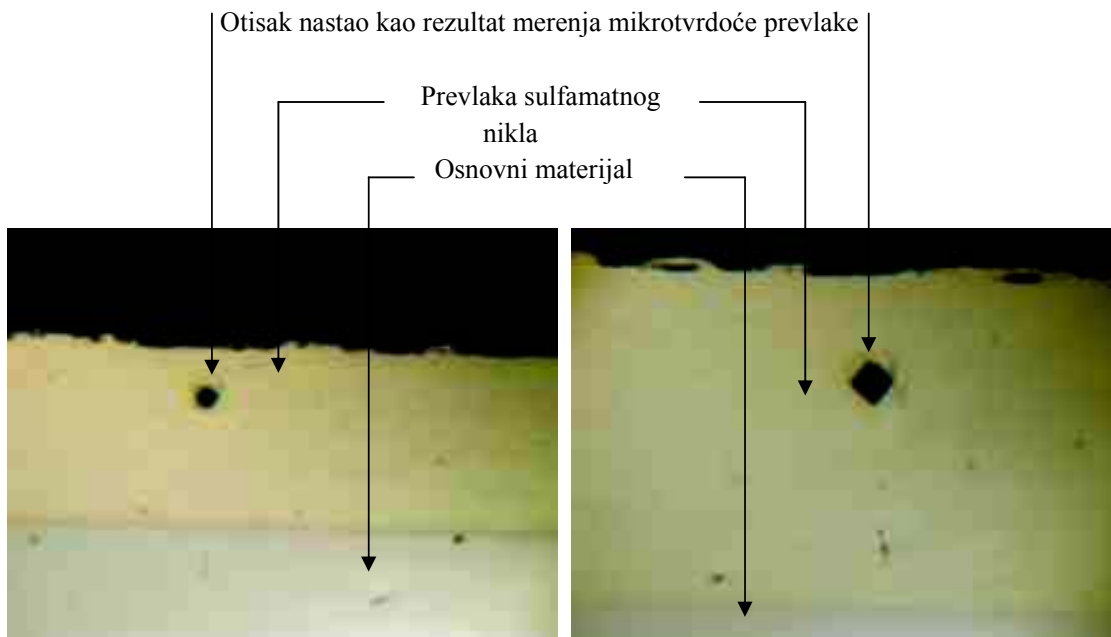 Otisak nastao kao rezultat merenja mikrotvrdoće prevlake
Prevlaka sulfamatnog
nikla
Osnovni materijal